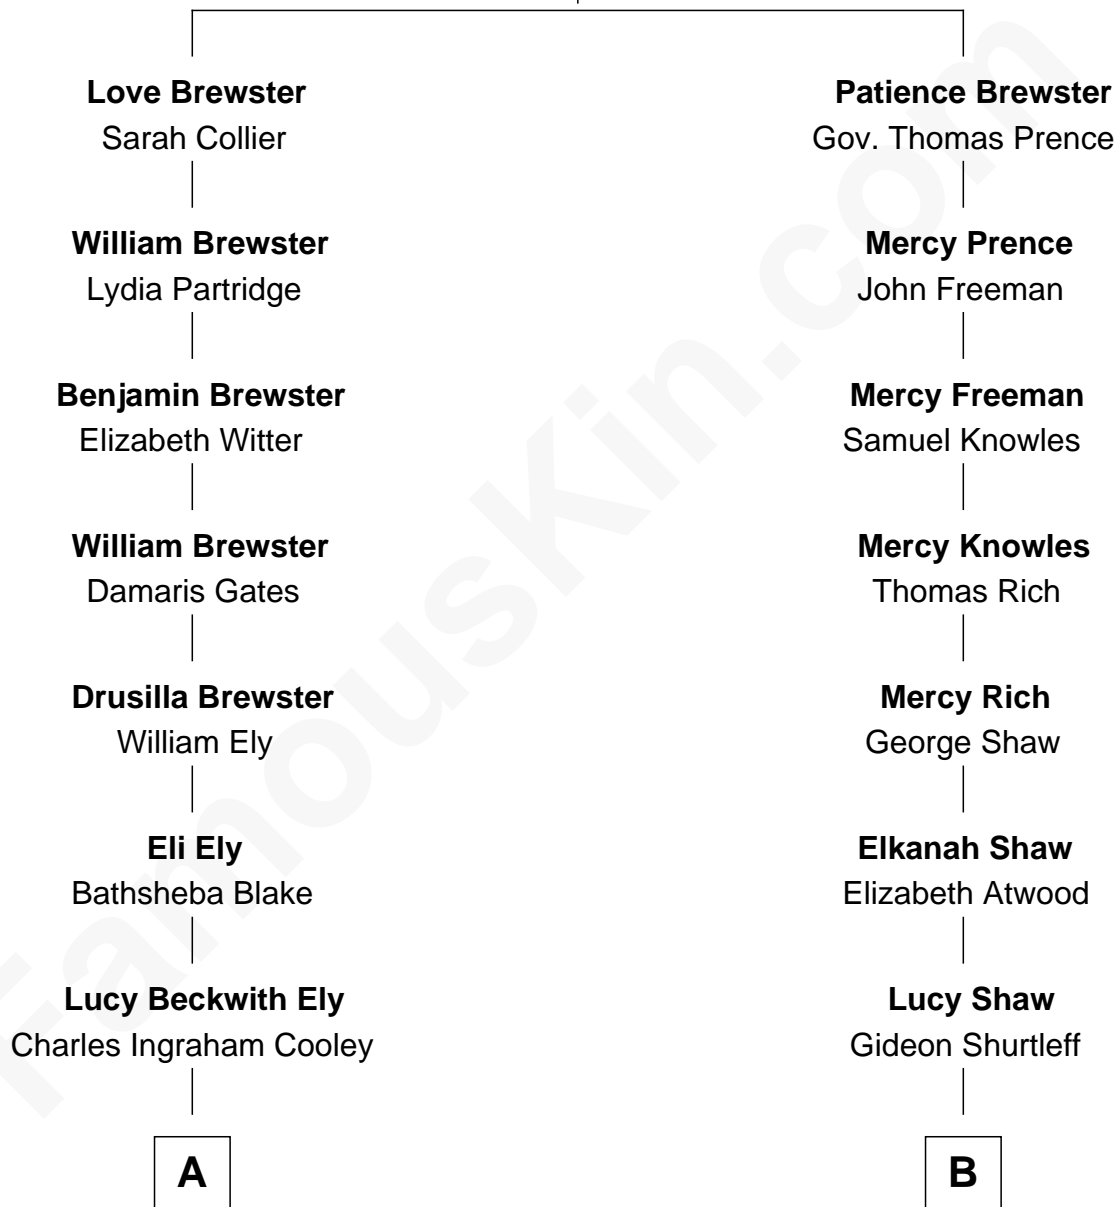 Love Brewster
Sarah Collier
William Brewster
Lydia Partridge
Benjamin Brewster
Elizabeth Witter
William Brewster
Damaris Gates
Drusilla Brewster
William Ely
Eli Ely
Bathsheba Blake
Lucy Beckwith Ely
Charles Ingraham Cooley
A
Patience Brewster
Gov. Thomas Prence
Mercy Prence
John Freeman
Mercy Freeman
Samuel Knowles
Mercy Knowles
Thomas Rich
Mercy Rich
George Shaw
Elkanah Shaw
Elizabeth Atwood
Lucy Shaw
Gideon Shurtleff
B
FamousKin.com